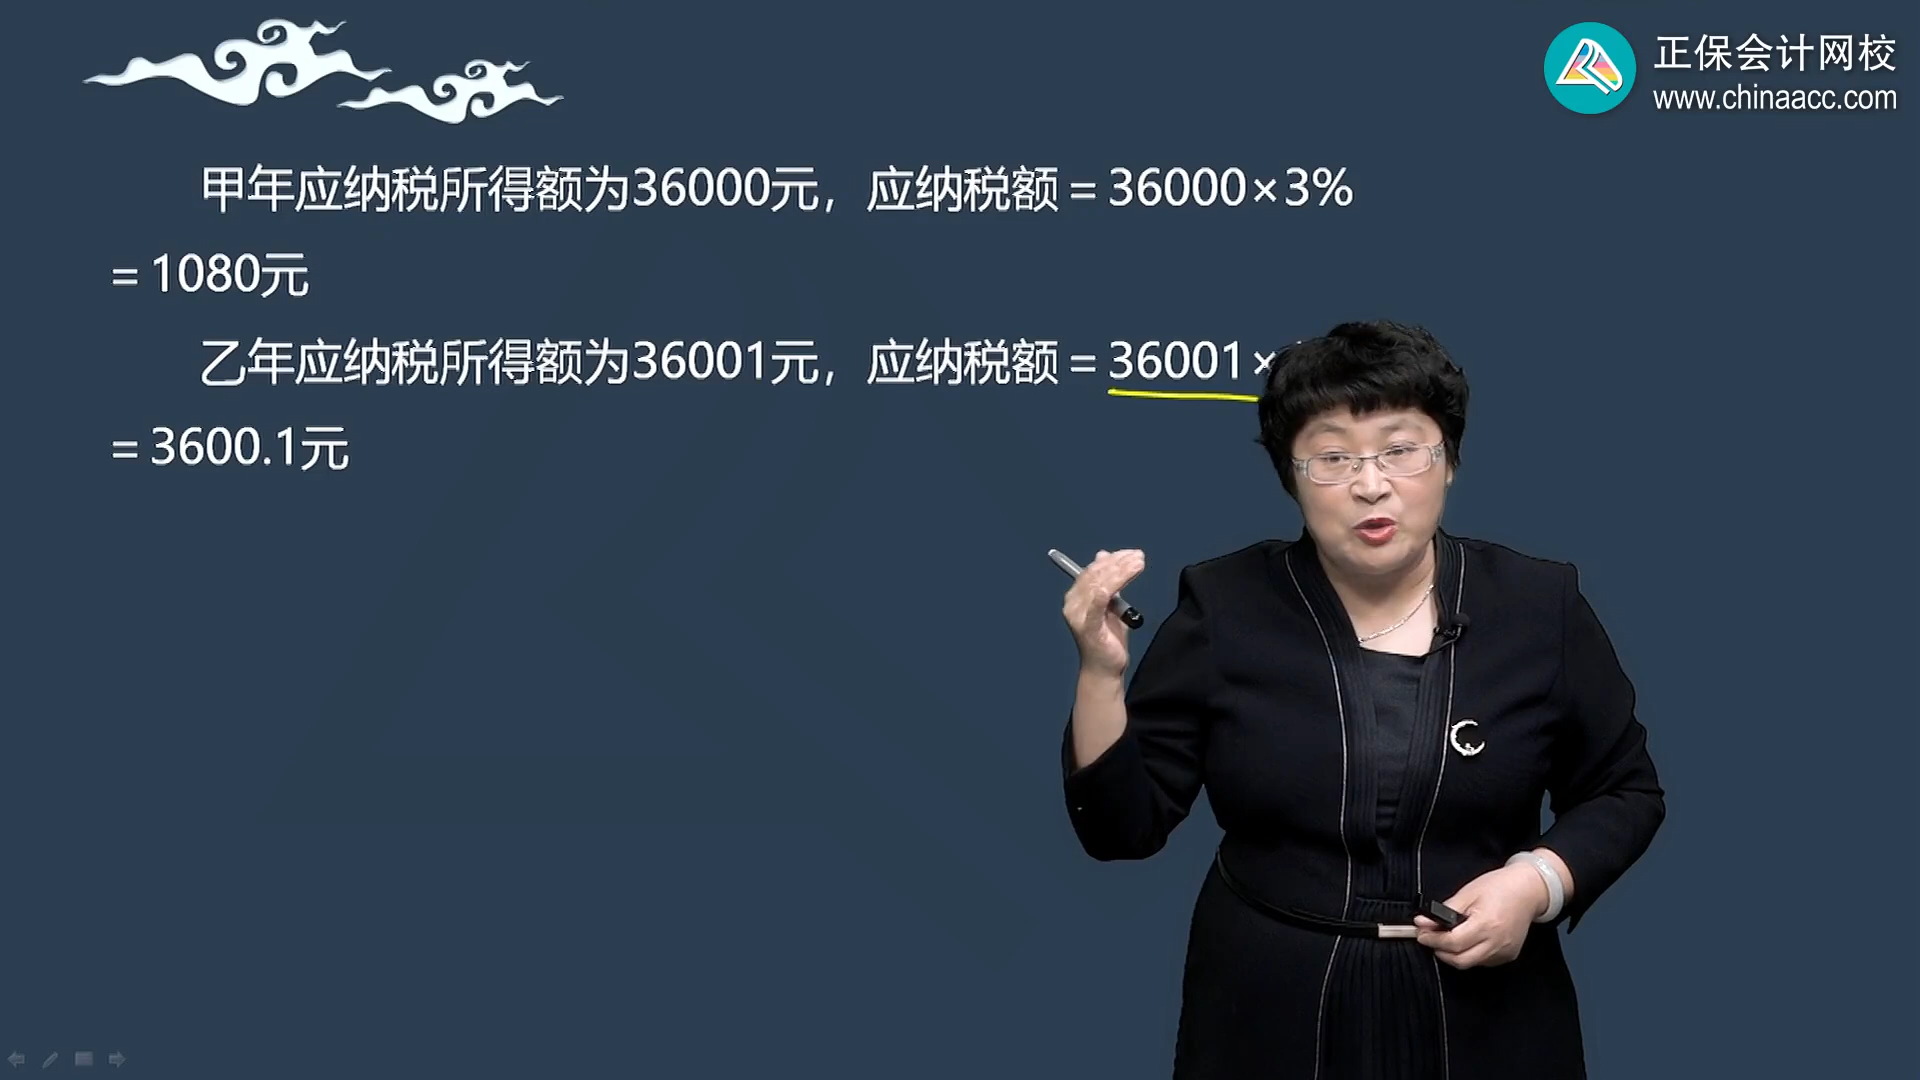 正保会计网校
www.chinaacc.com
甲年应纳税所得额为36000元，应纳税额＝36000×3%
＝1080元
乙年应纳税所得额为36001元，应纳税额＝36001×
＝3600.1元